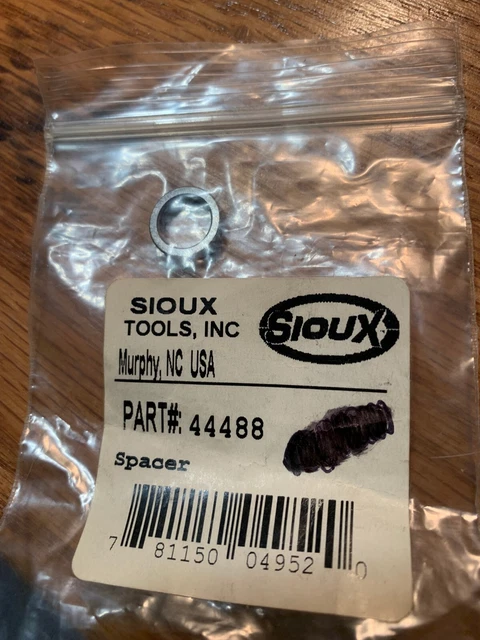 SIOUX
TOOLS, INC
SIOUX
Murphy, NC USA
PART#: 44488
Spacer
7 81150 04952 0